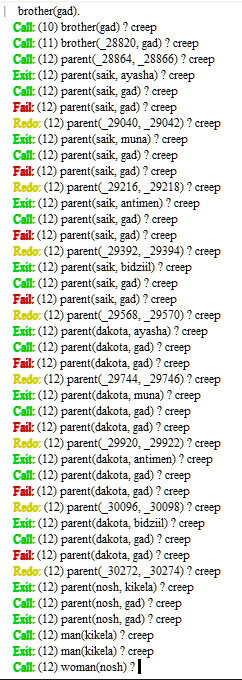 | brother(gad).
Call: (10) brother(gad) ? creep
Call: (11) brother(_28820, gad) ? creep
Call: (12) parent(_28864, _28866) ? creep
Exit: (12) parent(saik, ayasha) ? creep
Call: (12) parent(saik, gad) ? creep
Fail: (12) parent(saik, gad) ? creep
Redo: (12) parent(_29040, _29042) ? creep
Exit: (12) parent(saik, muna) ? creep
Call: (12) parent(saik, gad) ? creep
Fail: (12) parent(saik, gad) ? creep
Redo: (12) parent(_29216, _29218) ? creep
Exit: (12) parent(saik, antimen) ? creep
Call: (12) parent(saik, gad) ? creep
Fail: (12) parent(saik, gad) ? creep
Redo: (12) parent(_29392, _29394) ? creep
Exit: (12) parent(saik, bidziil) ? creep
Call: (12) parent(saik, gad) ? creep
Fail: (12) parent(saik, gad) ? creep
Redo: (12) parent(_29568, _29570) ? creep
Exit: (12) parent(dakota, ayasha) ? creep
Call: (12) parent(dakota, gad) ? creep
Fail: (12) parent(dakota, gad) ? creep
Redo: (12) parent(_29744, _29746) ? creep
Exit: (12) parent(dakota, muna) ? creep
Call: (12) parent(dakota, gad) ? creep
Fail: (12) parent(dakota, gad) ? creep
Redo: (12) parent(_29920, _29922) ? creep
Exit: (12) parent(dakota, antimen) ? creep
Call: (12) parent(dakota, gad) ? creep
Fail: (12) parent(dakota, gad) ? creep
Redo: (12) parent(_30096, _30098) ? creep
Exit: (12) parent(dakota, bidziil) ? creep
Call: (12) parent(dakota, gad) ? creep
Fail: (12) parent(dakota, gad) ? creep
Redo: (12) parent(_30272, _30274) ? creep
Exit: (12) parent(nosh, kikela) ? creep
Call: (12) parent(nosh, gad) ? creep
Exit: (12) parent(nosh, gad) ? creep
Call: (12) man(kikela) ? creep
Exit: (12) man(kikela) ? creep
Call: (12) woman(nosh) ?